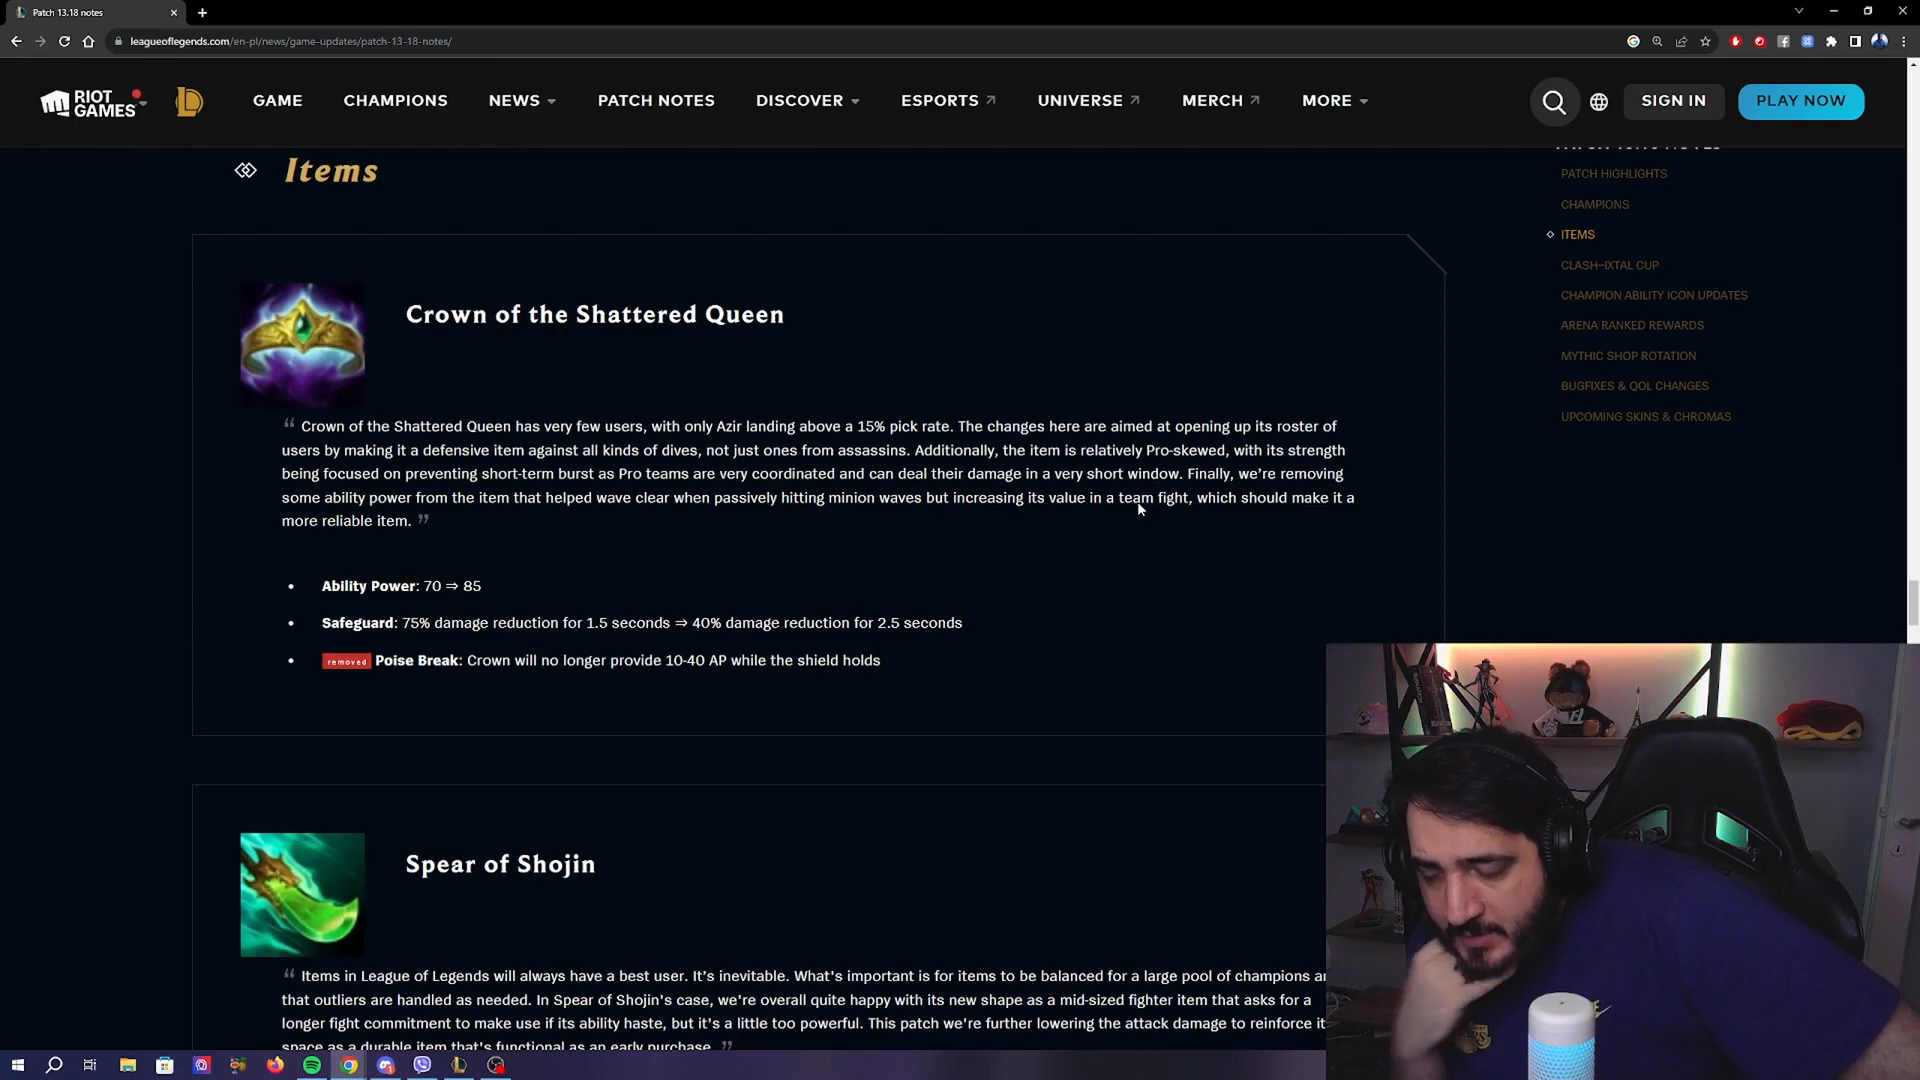 Patch 13.18 notes
leagueoflegends.com/en-pl/news/game-updates/patch-13-18-notes/
RIOT GAMES
GAME CHAMPIONS NEWS PATCH NOTES DISCOVER ESPORTS ↗ UNIVERSE ↗ MERCH ↗ MORE SIGN IN PLAY NOW
Items
PATCH HIGHLIGHTS
CHAMPIONS
ITEMS
CLASH–IXTAL CUP
CHAMPION ABILITY ICON UPDATES
ARENA RANKED REWARDS
MYTHIC SHOP ROTATION
BUGFIXES & QOL CHANGES
UPCOMING SKINS & CHROMAS
Crown of the Shattered Queen
“ Crown of the Shattered Queen has very few users, with only Azir landing above a 15% pick rate. The changes here are aimed at opening up its roster of
users by making it a defensive item against all kinds of dives, not just ones from assassins. Additionally, the item is relatively Pro-skewed, with its strength
being focused on preventing short-term burst as Pro teams are very coordinated and can deal their damage in a very short window. Finally, we’re removing
some ability power from the item that helped wave clear when passively hitting minion waves but increasing its value in a team fight, which should make it a
more reliable item. ”
• Ability Power: 70 ⇒ 85
• Safeguard: 75% damage reduction for 1.5 seconds ⇒ 40% damage reduction for 2.5 seconds
• removed Poise Break: Crown will no longer provide 10-40 AP while the shield holds
Spear of Shojin
“ Items in League of Legends will always have a best user. It’s inevitable. What's important is for items to be balanced for a large pool of champions
that outliers are handled as needed. In Spear of Shojin's case, we're overall quite happy with its new shape as a mid-sized fighter item that asks for a
longer fight commitment to make use if its ability haste, but it's a little too powerful. This patch we're further lowering the attack damage to reinforce
space as a durable item that's functional as an early purchase. ”